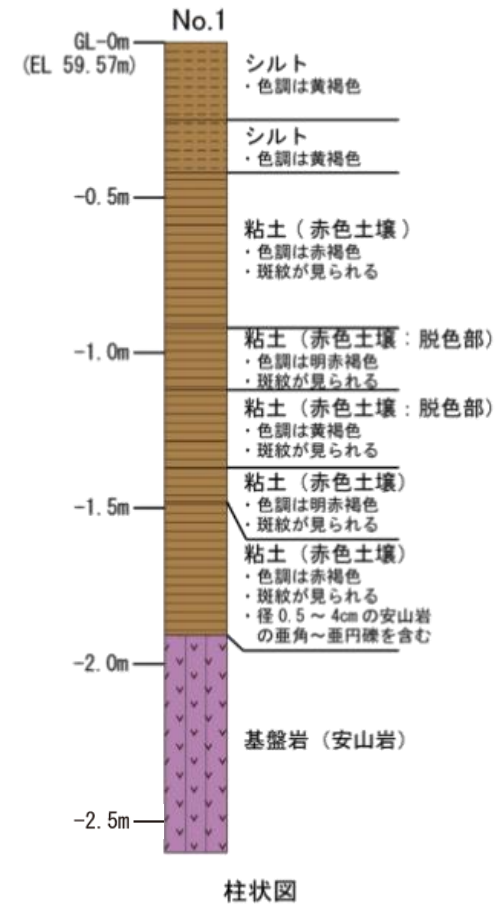 No.1
GL-0m
(EL 59.57m)
シルト
・色調は黄褐色
シルト
・色調は黄褐色
-0.5m
粘土（赤色土壌）
・色調は赤褐色
・斑紋が見られる
-1.0m
粘土（赤色土壌：脱色部）
・色調は明赤褐色
・斑紋が見られる
粘土（赤色土壌：脱色部）
・色調は黄褐色
・斑紋が見られる
粘土（赤色土壌）
・色調は明赤褐色
・斑紋が見られる
-1.5m
粘土（赤色土壌）
・色調は赤褐色
・斑紋が見られる
・径0.5～4cmの安山岩
の亜角～亜円礫を含む
-2.0m
基盤岩（安山岩）
-2.5m
柱状図